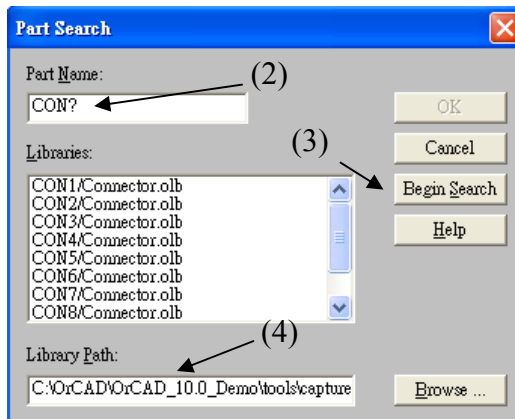 Part Search
Part Name:
(2)
CON?
OK
(3)
Cancel
Libraries:
Begin Search
CON1/Connector.olb
CON2/Connector.olb
CON3/Connector.olb
CON4/Connector.olb
CON5/Connector.olb
CON6/Connector.olb
CON7/Connector.olb
CON8/Connector.olb
Help
(4)
Library Path:
C:\OrCAD\OrCAD_10.0_Demo\tools\capture
Browse ...